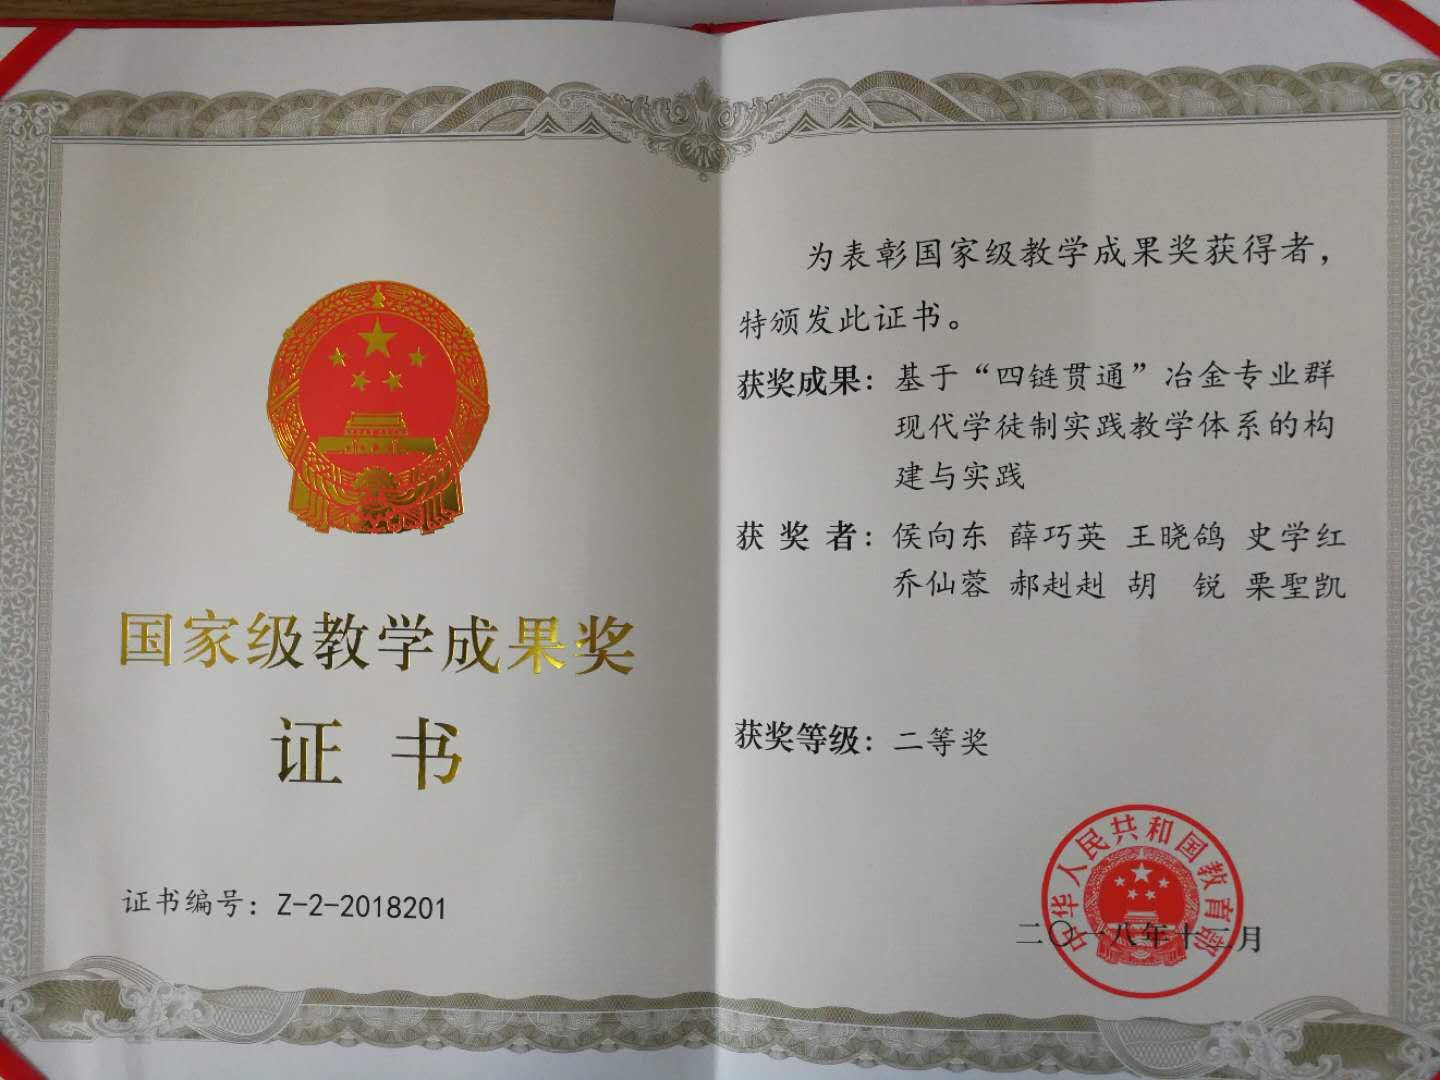 国家级教学成果奖
证 书
证书编号：Z-2-2018201
为表彰国家级教学成果奖获得者，
特颁发此证书。
获奖成果：基于“四链贯通”冶金专业群
现代学徒制实践教学体系的构
建与实践
获 奖 者：侯向东 薛巧英 王晓鸽 史学红
乔仙蓉 郝赳赳 胡 锐 栗聖凯
获奖等级：二等奖
中华人民共和国教育部
二〇一八年十二月